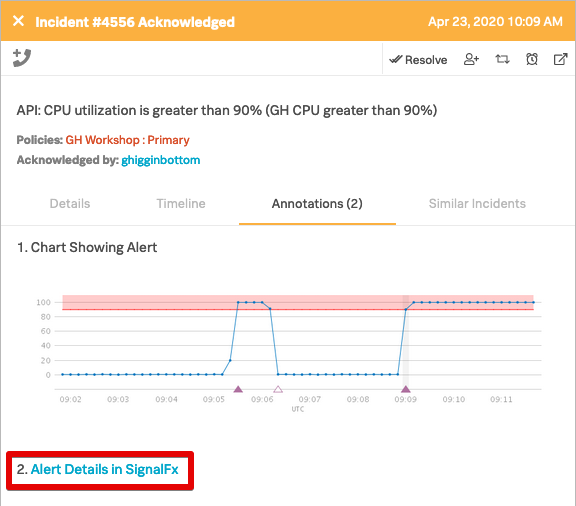 Incident #4556 Acknowledged Apr 23, 2020 10:09 AM
Resolve
API: CPU utilization is greater than 90% (GH CPU greater than 90%)
Policies: GH Workshop : Primary
Acknowledged by: ghigginbottom
Details Timeline Annotations (2) Similar Incidents
1. Chart Showing Alert
100
80
60
40
20
0
09:02 09:03 09:04 09:05 09:06 09:07 09:08 09:09 09:10 09:11
UTC
2. Alert Details in SignalFx